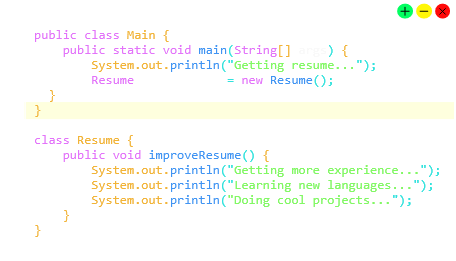 public class Main {
public static void main(String[] args) {
System.out.println("Getting resume...");
Resume = new Resume();
}
}
class Resume {
public void improveResume() {
System.out.println("Getting more experience...");
System.out.println("Learning new languages...");
System.out.println("Doing cool projects...");
}
}